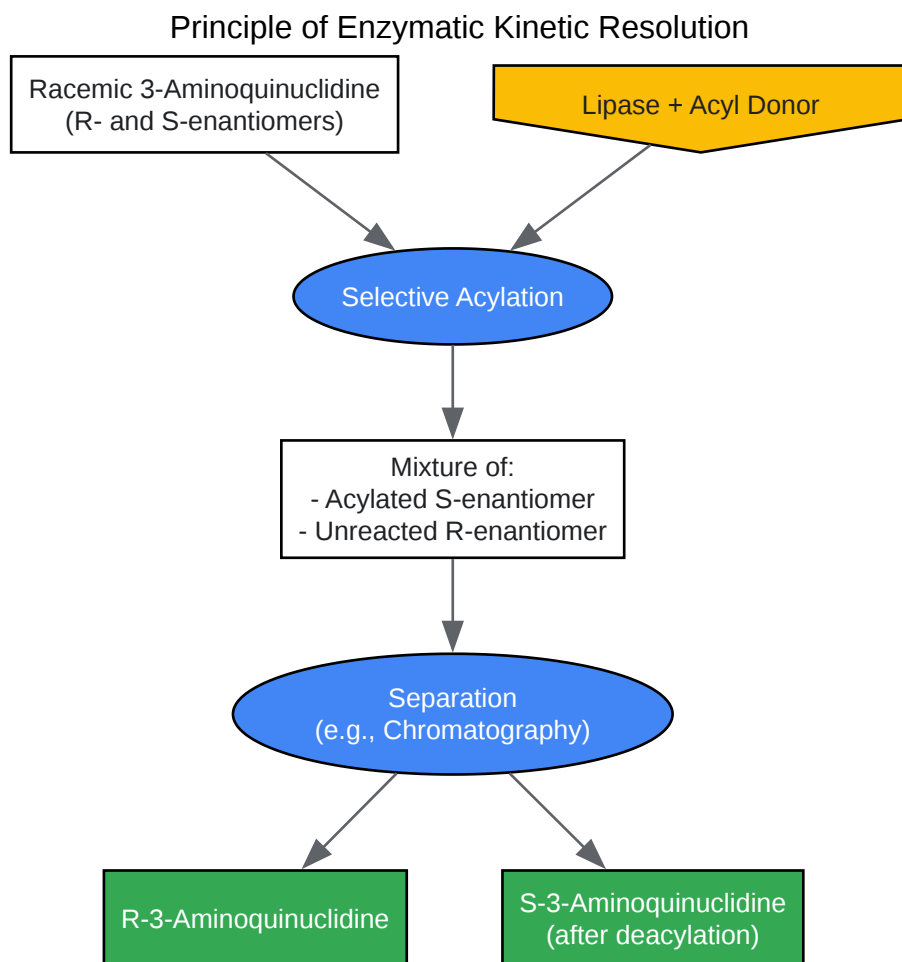 Principle of Enzymatic Kinetic Resolution
Racemic 3-Aminoquinuclidine
(R- and S-enantiomers)
Lipase + Acyl Donor
Selective Acylation
Mixture of:
- Acylated S-enantiomer
- Unreacted R-enantiomer
Separation
(e.g., Chromatography)
R-3-Aminoquinuclidine
S-3-Aminoquinuclidine
(after deacylation)